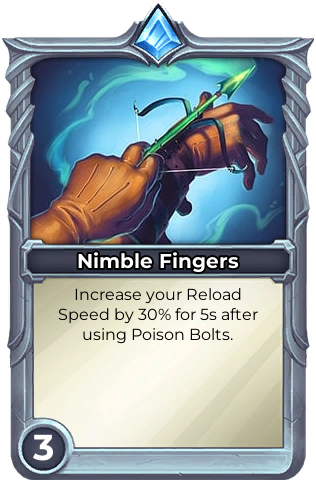 Nimble Fingers
Increase your Reload
Speed by 30% for 5s after
using Poison Bolts.
3